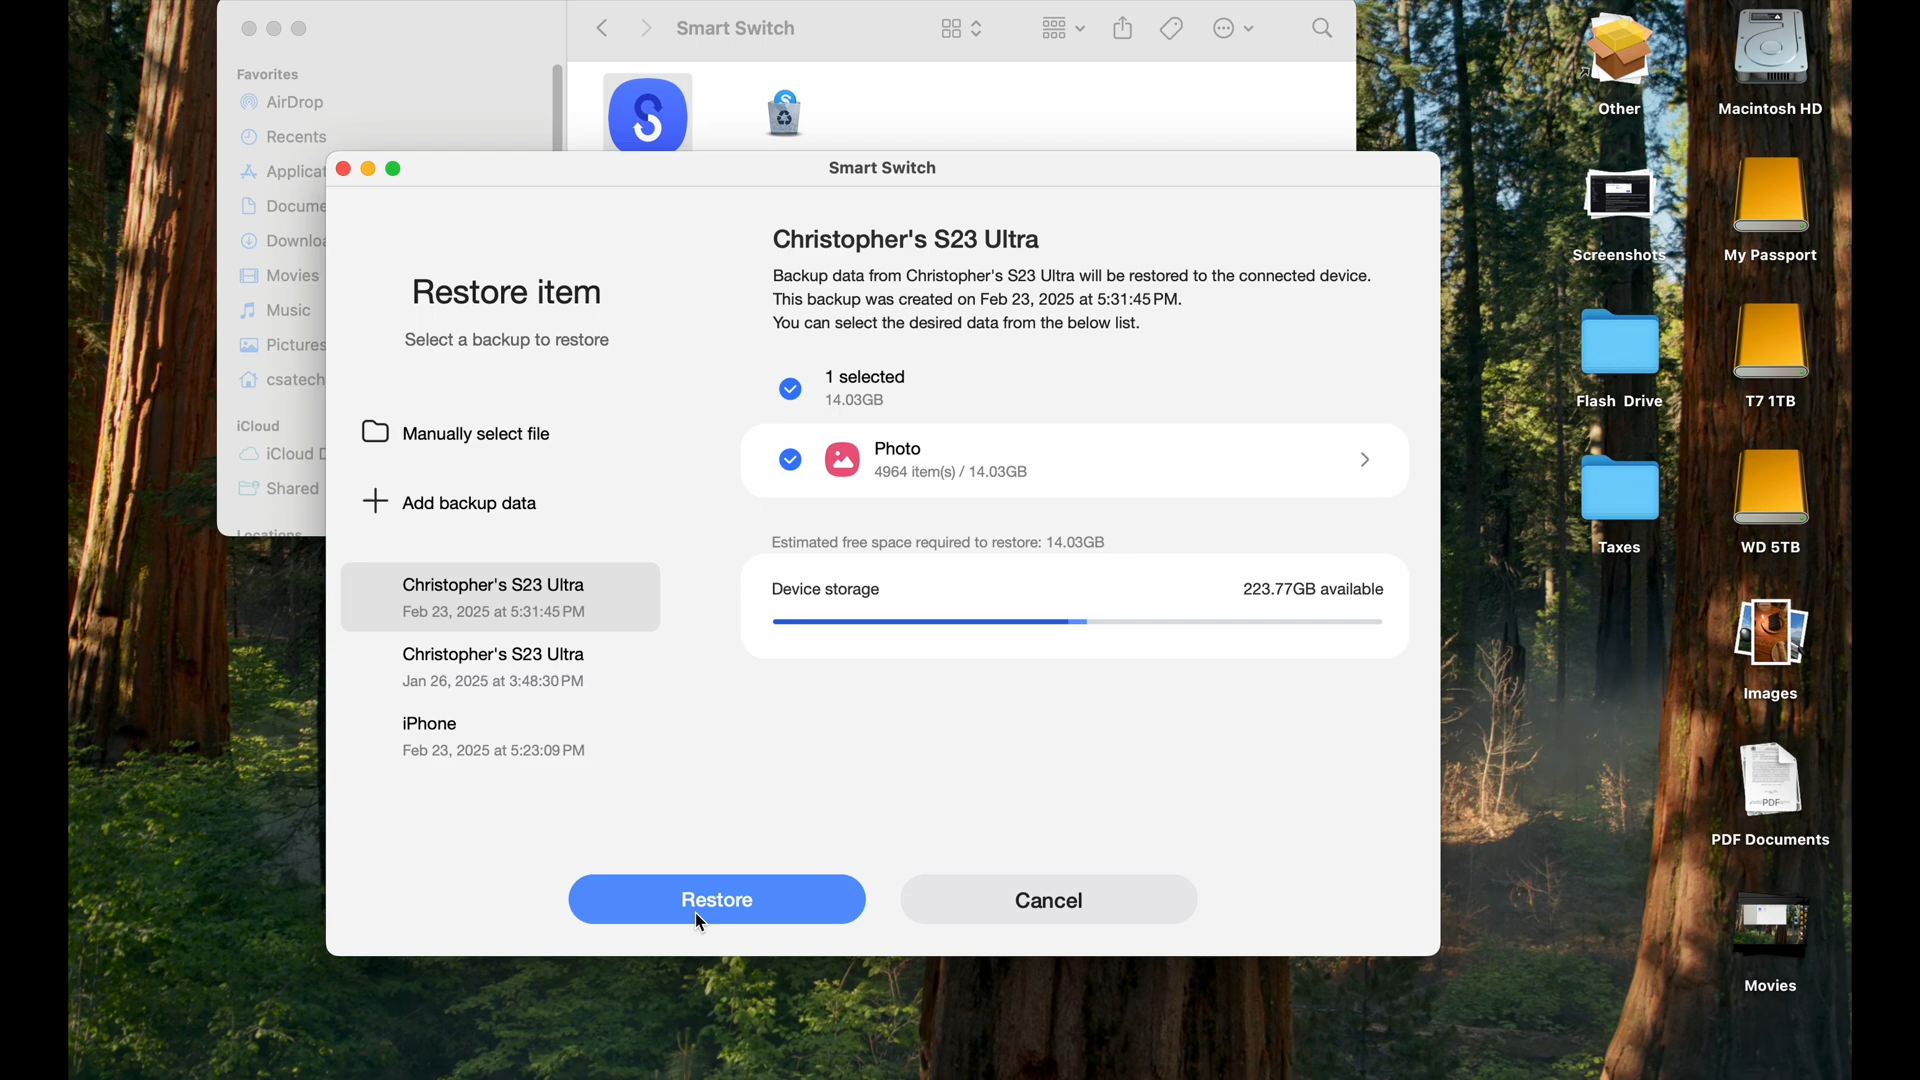 Smart Switch
Favorites
AirDrop
Recents
Applicat
Docume
Downloa
Movies
Music
Pictures
csatech
iCloud
iCloud D
Shared
Locations
Smart Switch
Restore item
Select a backup to restore
Manually select file
Add backup data
Christopher's S23 Ultra
Feb 23, 2025 at 5:31:45 PM
Christopher's S23 Ultra
Jan 26, 2025 at 3:48:30 PM
iPhone
Feb 23, 2025 at 5:23:09 PM
Christopher's S23 Ultra
Backup data from Christopher's S23 Ultra will be restored to the connected device.
This backup was created on Feb 23, 2025 at 5:31:45 PM.
You can select the desired data from the below list.
1 selected
14.03GB
Photo
4964 item(s) / 14.03GB
Estimated free space required to restore: 14.03GB
Device storage 223.77GB available
Restore
Cancel
Other
Macintosh HD
Screenshots
My Passport
Flash Drive
T7 1TB
Taxes
WD 5TB
Images
PDF
PDF Documents
Movies